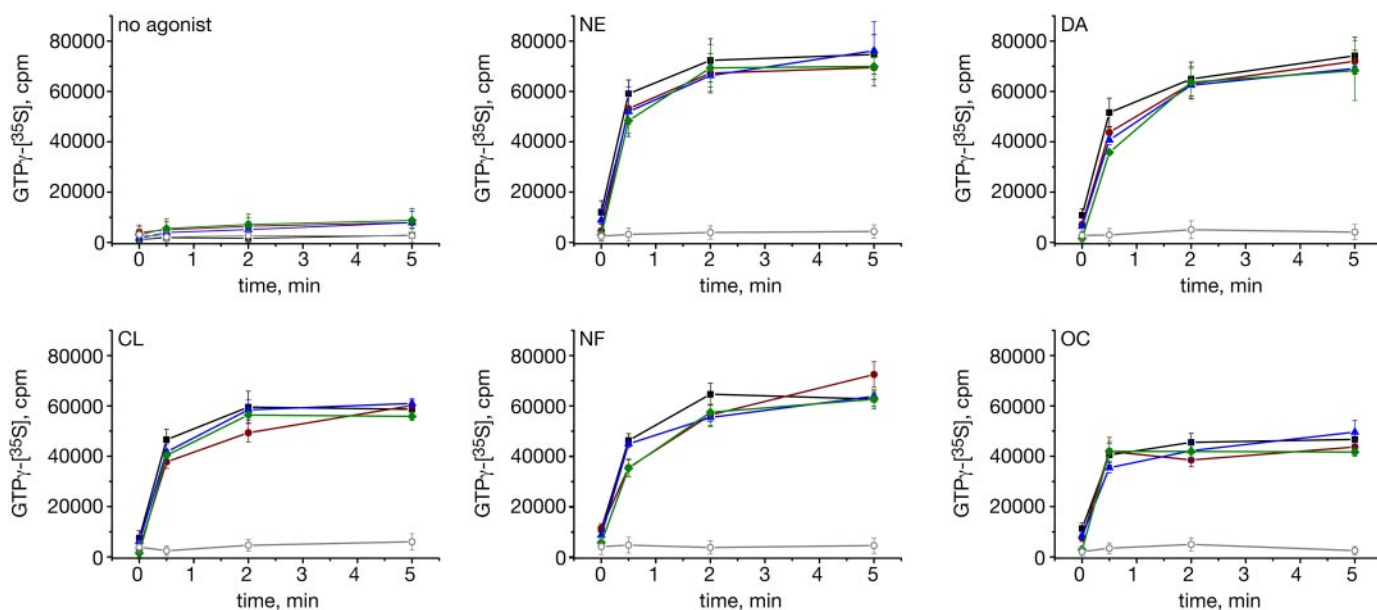 no agonist
NE
DA
GTPγ-[³⁵S], cpm
80000
60000
40000
20000
0
0 1 2 3 4 5
time, min
GTPγ-[³⁵S], cpm
80000
60000
40000
20000
0
0 1 2 3 4 5
time, min
GTPγ-[³⁵S], cpm
80000
60000
40000
20000
0
0 1 2 3 4 5
time, min
CL
NF
OC
GTPγ-[³⁵S], cpm
80000
60000
40000
20000
0
0 1 2 3 4 5
time, min
GTPγ-[³⁵S], cpm
80000
60000
40000
20000
0
0 1 2 3 4 5
time, min
GTPγ-[³⁵S], cpm
80000
60000
40000
20000
0
0 1 2 3 4 5
time, min